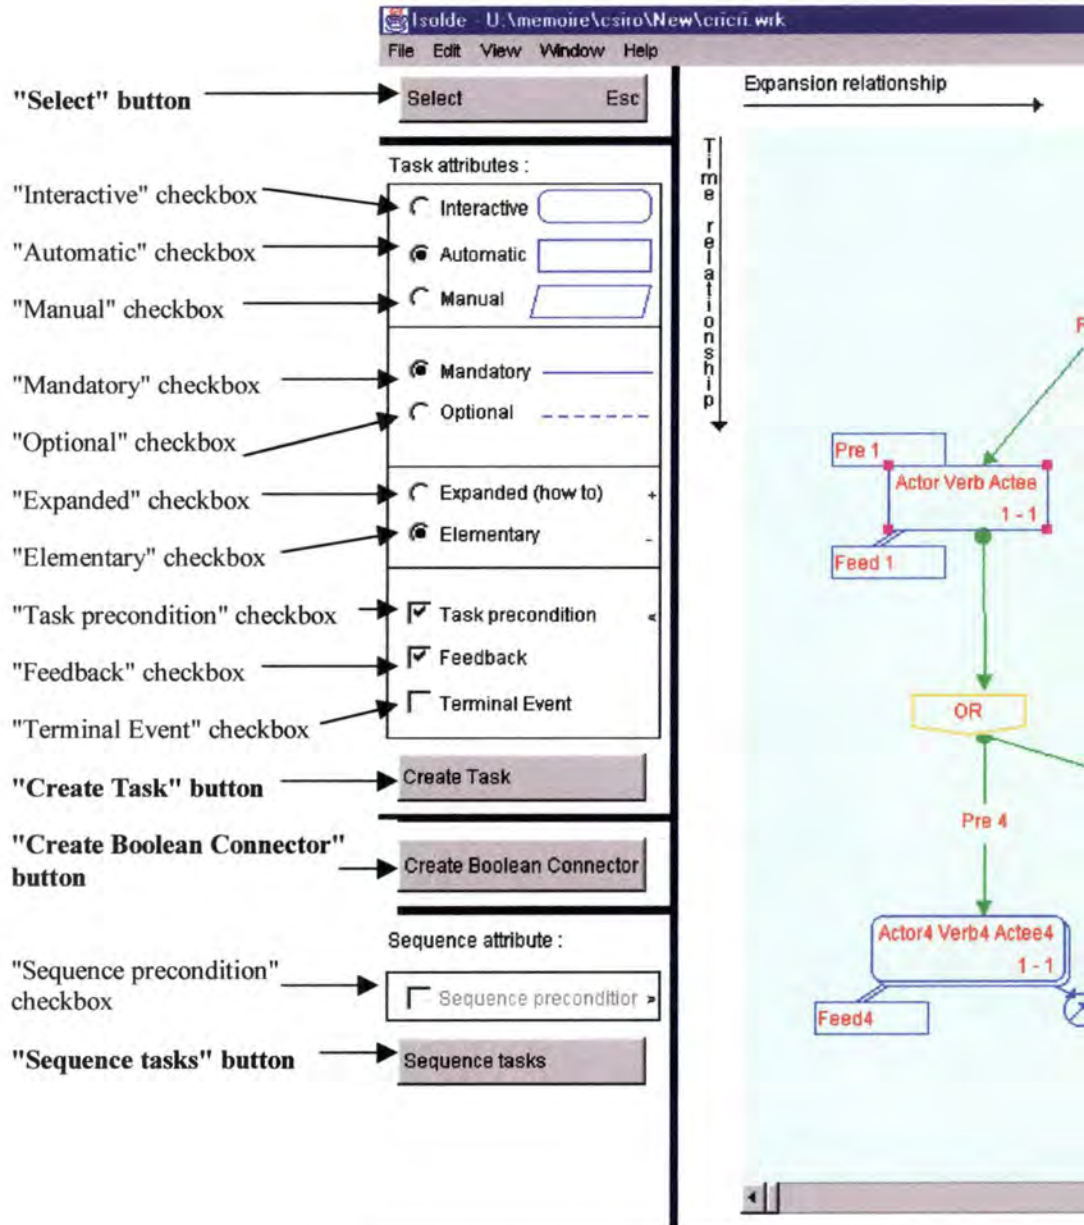 Isolde - U:\memoire\csiro\New\cricri.wrk
File Edit View Window Help
"Select" button
Select Esc
Expansion relationship
Time relationship
Task attributes :
"Interactive" checkbox
Interactive
"Automatic" checkbox
Automatic
"Manual" checkbox
Manual
"Mandatory" checkbox
Mandatory
"Optional" checkbox
Optional
"Expanded" checkbox
Expanded (how to) +
"Elementary" checkbox
Elementary -
"Task precondition" checkbox
Task precondition «
"Feedback" checkbox
Feedback
"Terminal Event" checkbox
Terminal Event
"Create Task" button
Create Task
"Create Boolean Connector"
button
Create Boolean Connector
Sequence attribute :
"Sequence precondition"
checkbox
Sequence precondition »
"Sequence tasks" button
Sequence tasks
Pre 1
Actor Verb Actee
1 - 1
Feed 1
OR
Pre 4
Actor4 Verb4 Actee4
1 - 1
Feed4